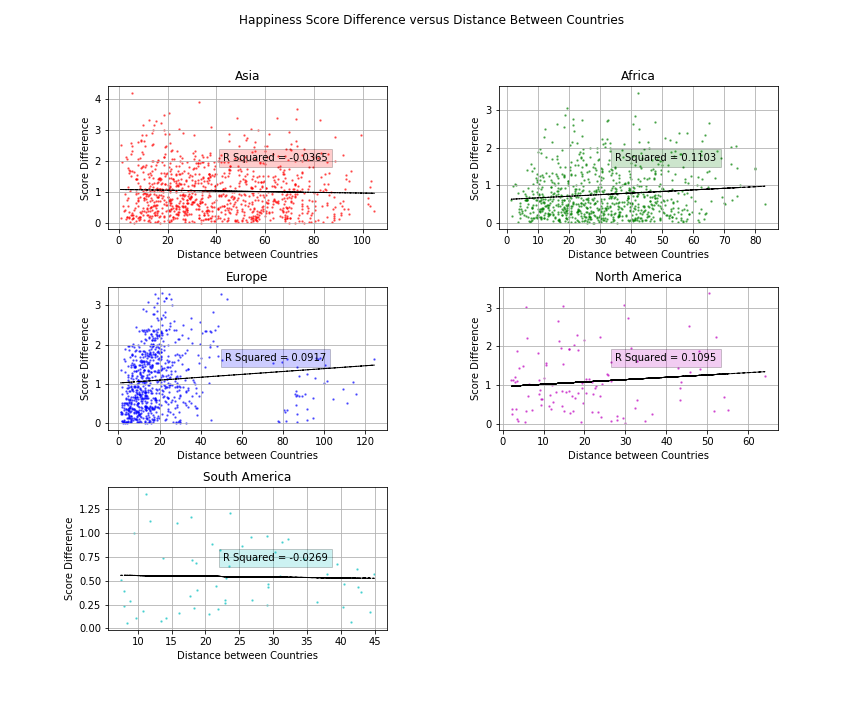 Happiness Score Difference versus Distance Between Countries
Asia
Score Difference
4
3
2
1
0
R Squared = -0.0365
0 20 40 60 80 100
Distance between Countries
Africa
Score Difference
3
2
1
0
R Squared = 0.1103
0 10 20 30 40 50 60 70 80
Distance between Countries
Europe
Score Difference
3
2
1
0
R Squared = 0.0917
0 20 40 60 80 100 120
Distance between Countries
North America
Score Difference
3
2
1
0
R Squared = 0.1095
0 10 20 30 40 50 60
Distance between Countries
South America
Score Difference
1.25
1.00
0.75
0.50
0.25
0.00
R Squared = -0.0269
10 15 20 25 30 35 40 45
Distance between Countries